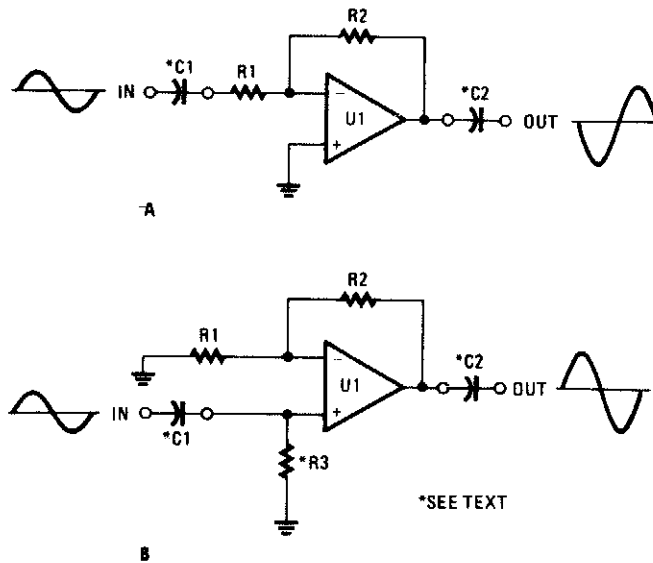 R2
*C1
R1
IN
−
U1
+
*C2
OUT
A
R2
R1
−
U1
+
*C2
OUT
IN
*C1
*R3
*SEE TEXT
B